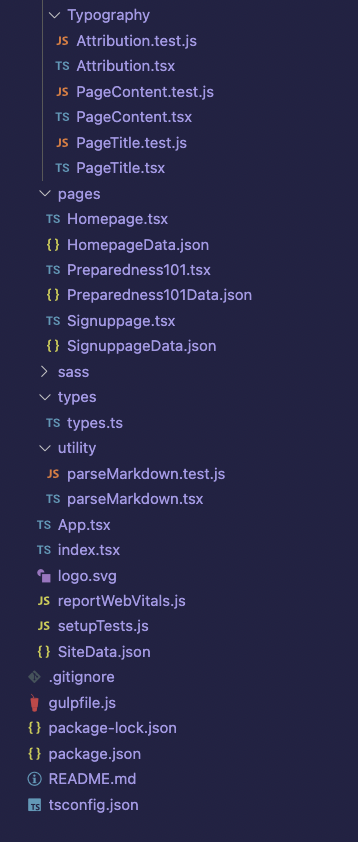 Typography
JS Attribution.test.js
TS Attribution.tsx
JS PageContent.test.js
TS PageContent.tsx
JS PageTitle.test.js
TS PageTitle.tsx
pages
TS Homepage.tsx
{} HomepageData.json
TS Preparedness101.tsx
{} Preparedness101Data.json
TS Signuppage.tsx
{} SignuppageData.json
sass
types
TS types.ts
utility
JS parseMarkdown.test.js
TS parseMarkdown.tsx
TS App.tsx
TS index.tsx
logo.svg
JS reportWebVitals.js
JS setupTests.js
{} SiteData.json
.gitignore
gulpfile.js
{} package-lock.json
{} package.json
README.md
TS tsconfig.json